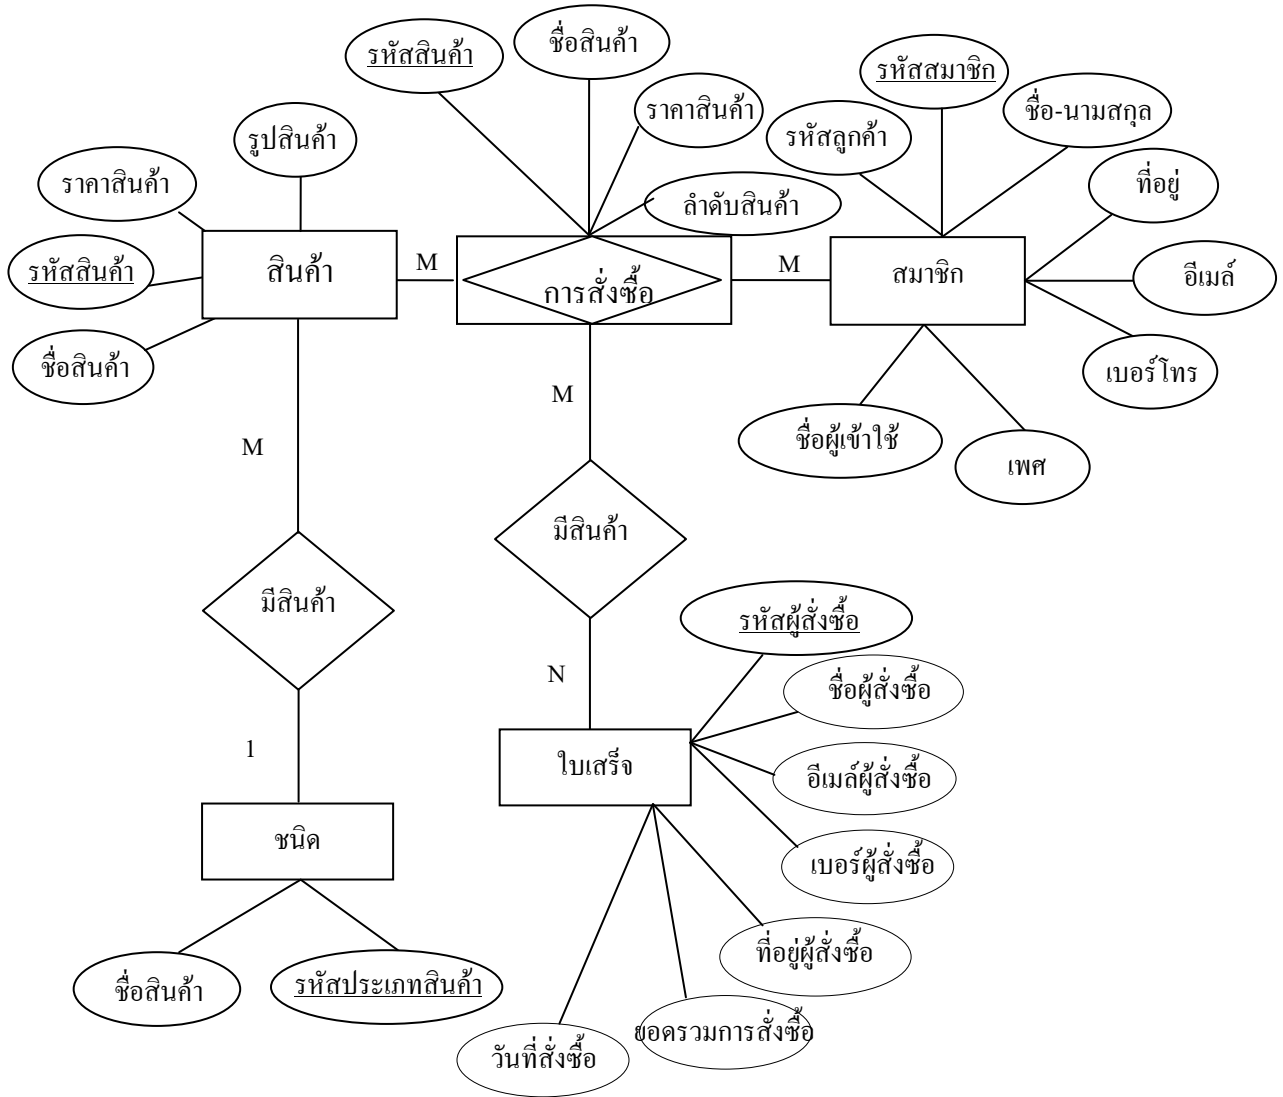 รหัสสินค้า
ชื่อสินค้า
ราคาสินค้า
ลำดับสินค้า
รหัสสมาชิก
ชื่อ-นามสกุล
รหัสลูกค้า
ที่อยู่
อีเมล์
เบอร์โทร
รูปสินค้า
ราคาสินค้า
รหัสสินค้า
ชื่อสินค้า
สินค้า
M
การสั่งซื้อ
M
สมาชิก
ชื่อผู้เข้าใช้
เพศ
M
M
มีสินค้า
มีสินค้า
1
N
ชนิด
ใบเสร็จ
รหัสผู้สั่งซื้อ
ชื่อผู้สั่งซื้อ
อีเมล์ผู้สั่งซื้อ
เบอร์ผู้สั่งซื้อ
ที่อยู่ผู้สั่งซื้อ
ยอดรวมการสั่งซื้อ
วันที่สั่งซื้อ
ชื่อสินค้า
รหัสประเภทสินค้า